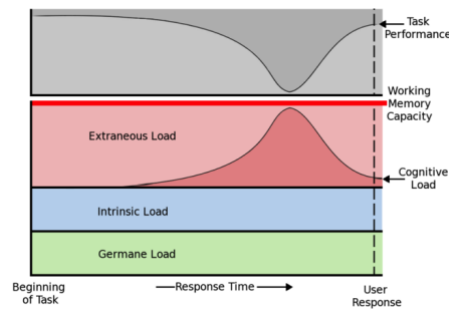 Task
Performance
Working
Memory
Capacity
Extraneous Load
Cognitive
Load
Intrinsic Load
Germane Load
Beginning
of Task
Response Time
User
Response